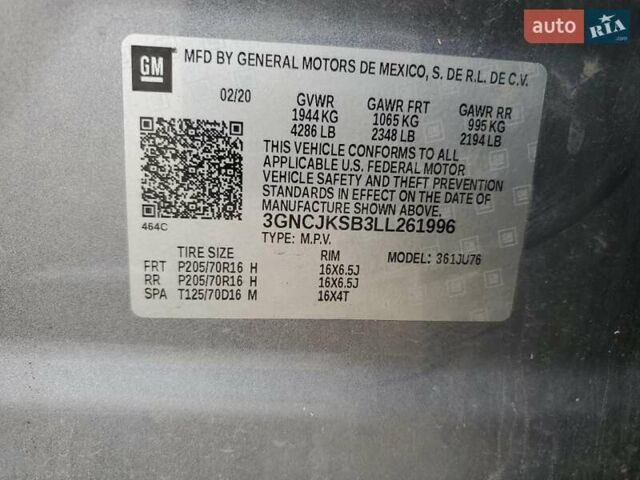 auto RIA.com
GM
MFD BY GENERAL MOTORS DE MEXICO, S. DE R.L. DE C.V.
02/20 GVWR GAWR FRT GAWR RR
1944 KG 1065 KG 995 KG
4286 LB 2348 LB 2194 LB
THIS VEHICLE CONFORMS TO ALL
APPLICABLE U.S. FEDERAL MOTOR
VEHICLE SAFETY AND THEFT PREVENTION
STANDARDS IN EFFECT ON THE DATE
OF MANUFACTURE SHOWN ABOVE.
464C 3GNCJKSB3LL261996
TYPE: M.P.V.
TIRE SIZE RIM MODEL: 361JU76
FRT P205/70R16 H 16X6.5J
RR P205/70R16 H 16X6.5J
SPA T125/70D16 M 16X4T